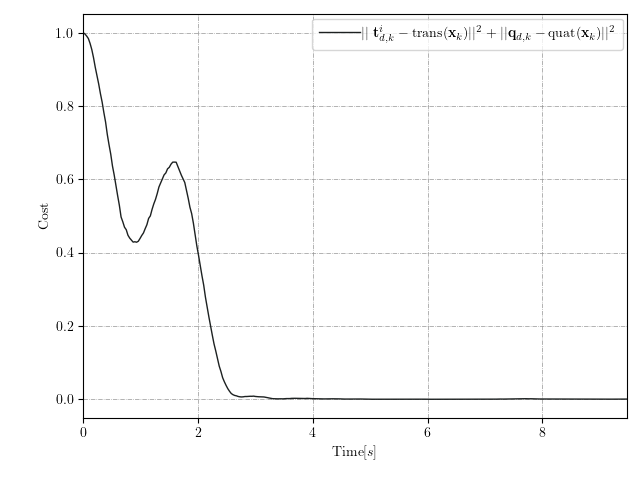 || t^i_{d,k} − trans(x_k)||^2 + ||q_{d,k} − quat(x_k)||^2
1.0
0.8
0.6
0.4
0.2
0.0
Cost
0 2 4 6 8
Time[s]